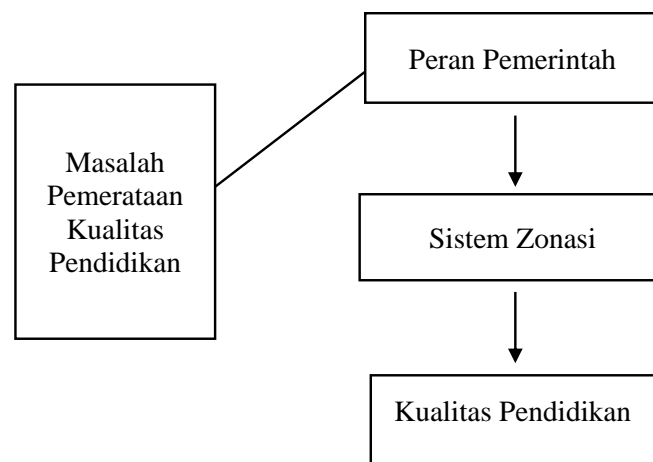 Peran Pemerintah
Masalah
Pemerataan
Kualitas
Pendidikan
Sistem Zonasi
Kualitas Pendidikan